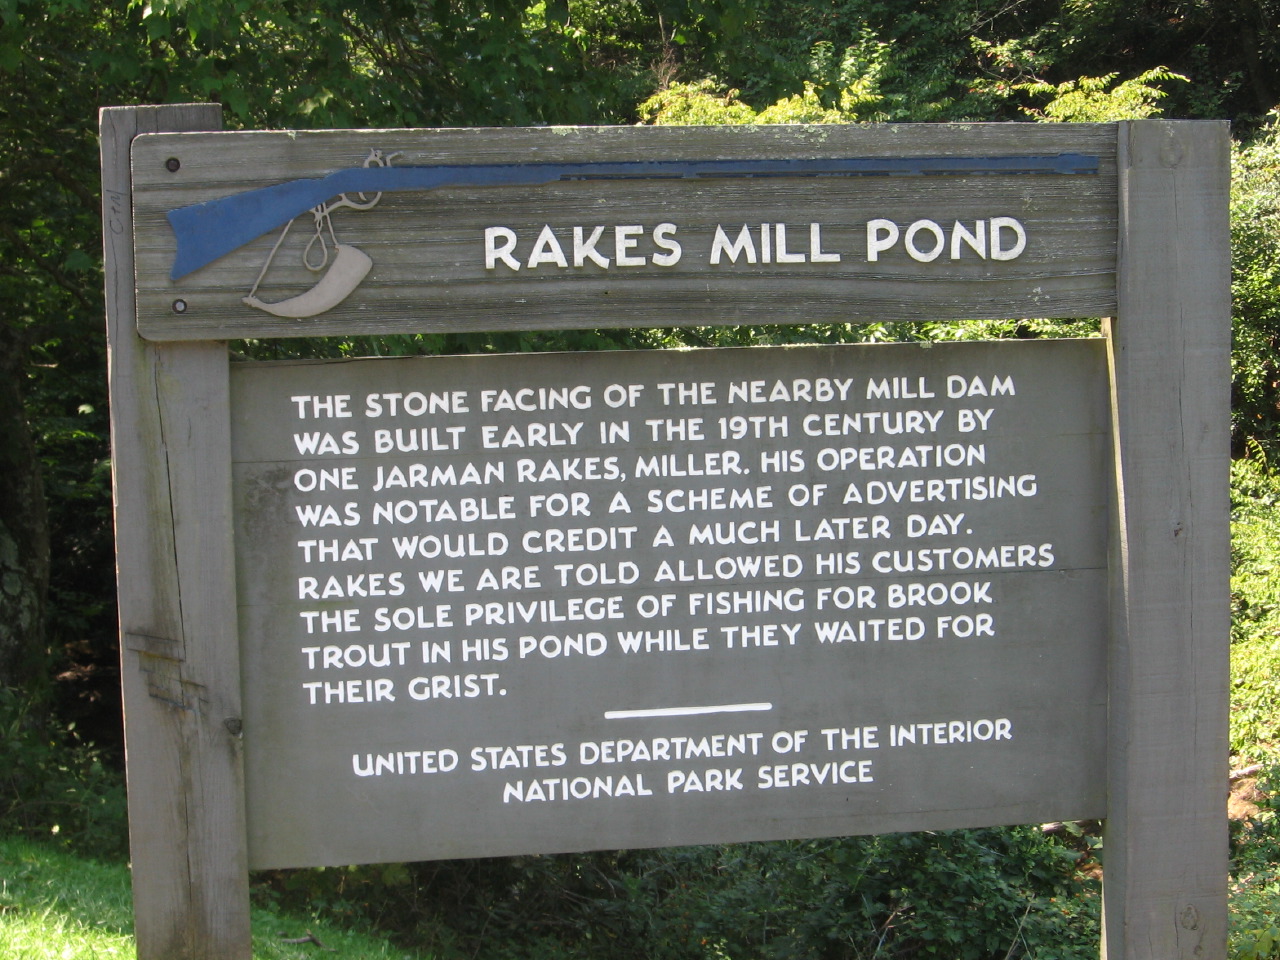 RAKES MILL POND
THE STONE FACING OF THE NEARBY MILL DAM
WAS BUILT EARLY IN THE 19TH CENTURY BY
ONE JARMAN RAKES, MILLER. HIS OPERATION
WAS NOTABLE FOR A SCHEME OF ADVERTISING
THAT WOULD CREDIT A MUCH LATER DAY.
RAKES WE ARE TOLD ALLOWED HIS CUSTOMERS
THE SOLE PRIVILEGE OF FISHING FOR BROOK
TROUT IN HIS POND WHILE THEY WAITED FOR
THEIR GRIST.
UNITED STATES DEPARTMENT OF THE INTERIOR
NATIONAL PARK SERVICE